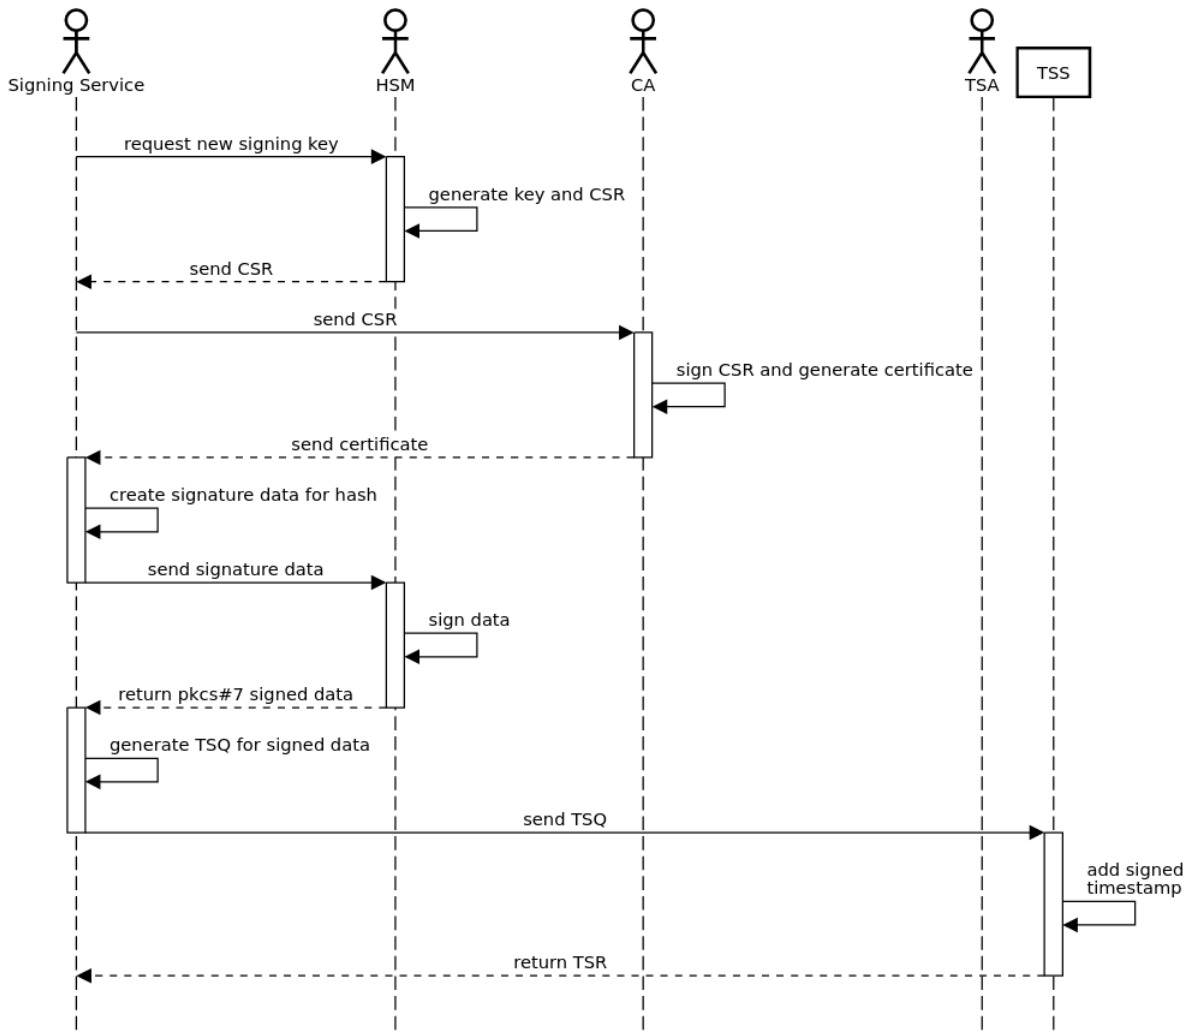 Signing Service
HSM
CA
TSA
TSS
request new signing key
generate key and CSR
send CSR
send CSR
sign CSR and generate certificate
send certificate
create signature data for hash
send signature data
sign data
return pkcs#7 signed data
generate TSQ for signed data
send TSQ
add signed
timestamp
return TSR